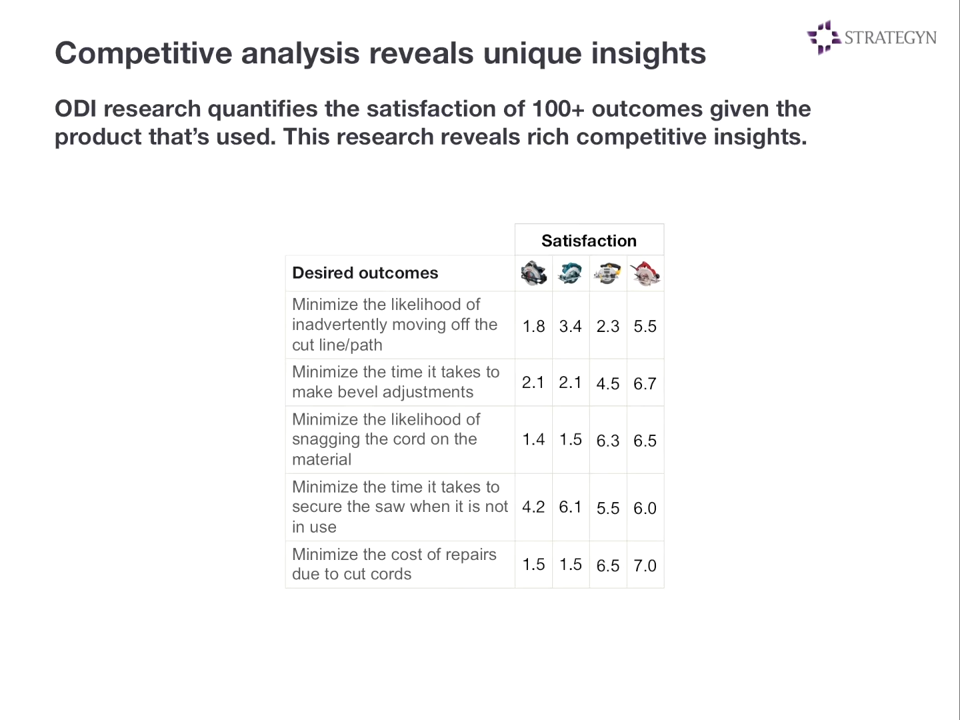 Competitive analysis reveals unique insights
STRATEGYN
ODI research quantifies the satisfaction of 100+ outcomes given the
product that’s used. This research reveals rich competitive insights.
Satisfaction
Desired outcomes
Minimize the likelihood of
inadvertently moving off the
cut line/path
1.8 3.4 2.3 5.5
Minimize the time it takes to
make bevel adjustments
2.1 2.1 4.5 6.7
Minimize the likelihood of
snagging the cord on the
material
1.4 1.5 6.3 6.5
Minimize the time it takes to
secure the saw when it is not
in use
4.2 6.1 5.5 6.0
Minimize the cost of repairs
due to cut cords
1.5 1.5 6.5 7.0